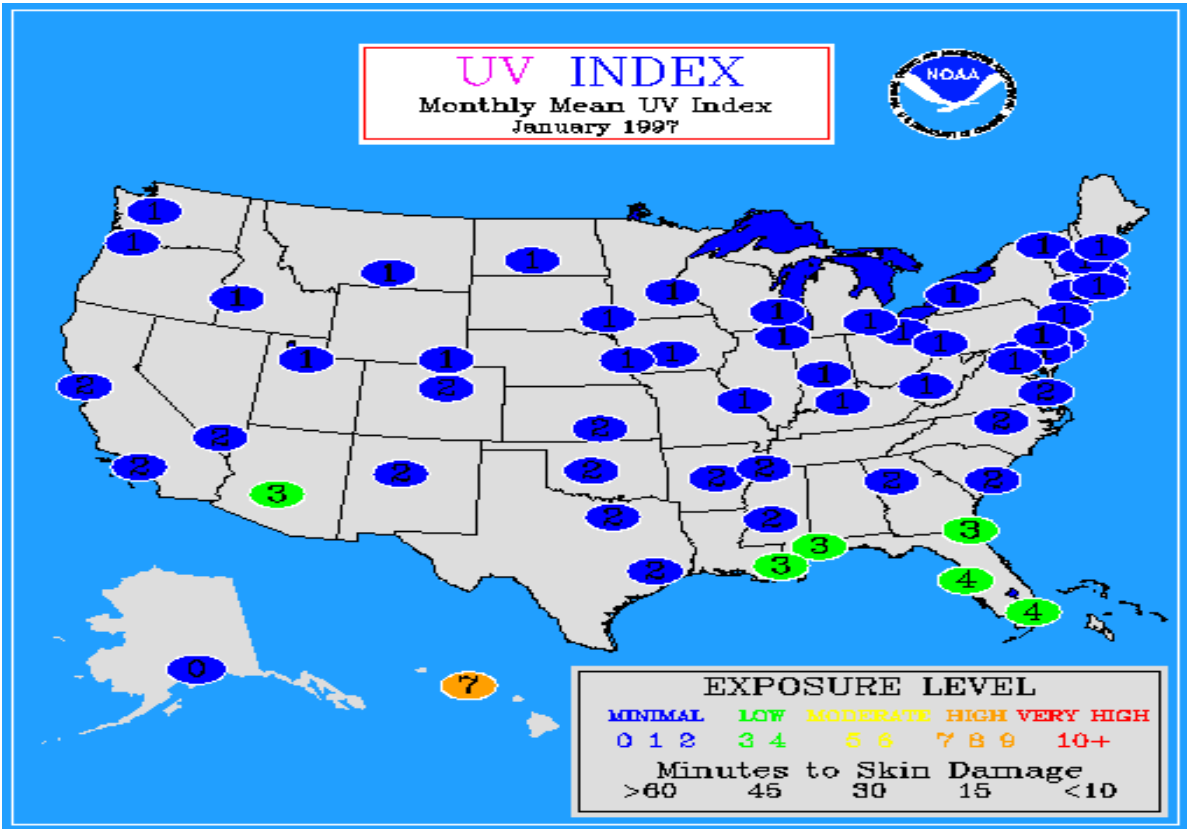 UV INDEX
Monthly Mean UV Index
January 1997
NOAA
1
1
1 1
1
1
1 1 1 1
1 1 1 1
1 1 1 1
1 1 1 1 1
2 2 1 1 1 1 2
2 2 2
2 2 2 2 2 2 2
3 2 2 3
3 3
2 4
4
0 7
EXPOSURE LEVEL
MINIMAL LOW MODERATE HIGH VERY HIGH
0 1 2 3 4 5 6 7 8 9 10+
Minutes to Skin Damage
>60 45 30 15 <10